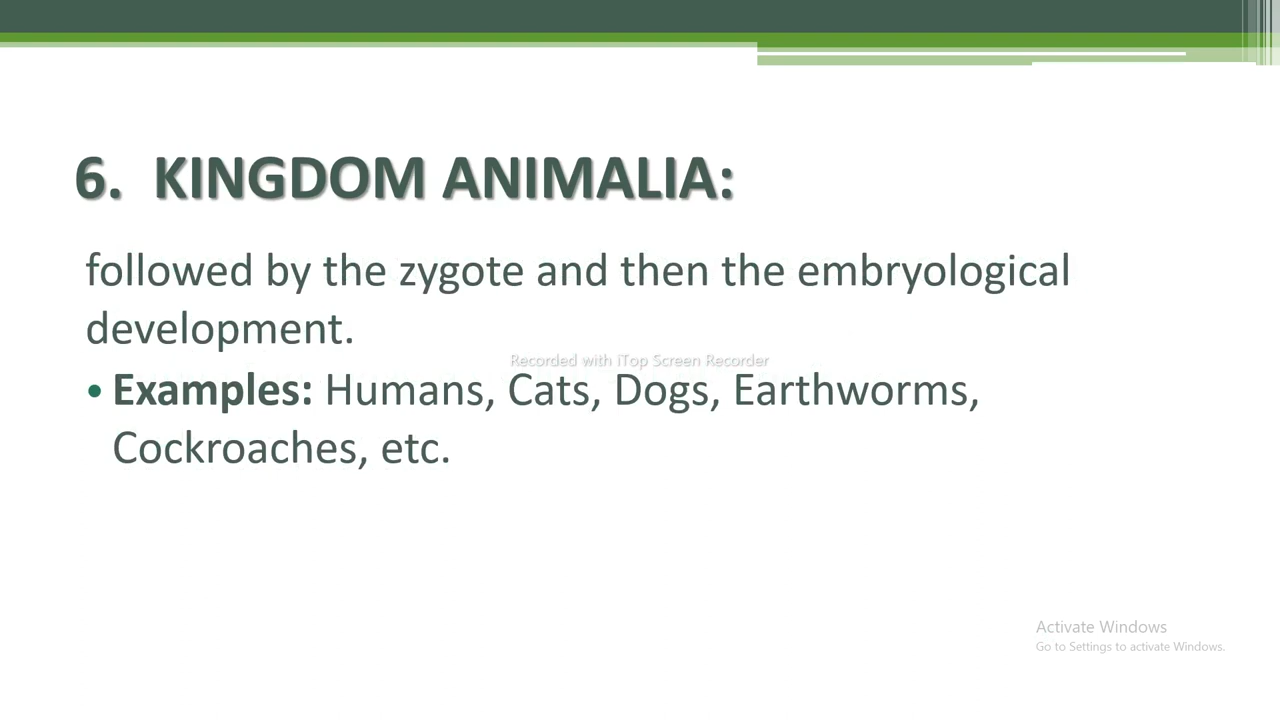 6. KINGDOM ANIMALIA:
followed by the zygote and then the embryological
development.
Recorded with iTop Screen Recorder
• Examples: Humans, Cats, Dogs, Earthworms,
Cockroaches, etc.
Activate Windows
Go to Settings to activate Windows.